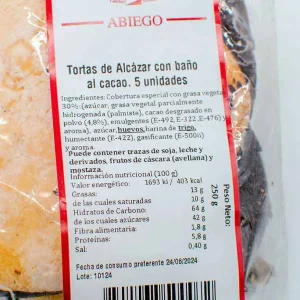 ABIEGO
Tortas de Alcázar con baño
al cacao. 5 unidades
Ingredientes: Cobertura especial con grasa vegetal
30%:(azúcar, grasa vegetal parcialmente
hidrogenada (palmiste), cacao desgrasado en
polvo (4,8%), emulgentes (E-492, E-322,E-476) y
aroma), azúcar,huevos,harina de trigo,
humectante (E-422), gasificante (E-500ii)
y aroma.
Puede contener trazas de soja, leche y
derivados, frutos de cáscara (avellana) y
mostaza.
Información nutricional (100 g)
Valor energético: 1693 kj / 403 kcal
Grasas: 13 g
de las cuales saturadas 10 g
Hidratos de Carbono: 64 g
de los cuales azúcares 42 g
Fibra alimentaria: 1,8 g
Proteínas: 5,8 g
Sal: 0,40 g
Peso Neto:
250 g
Fecha de consumo preferente 24/06/2024
Lote: 10124